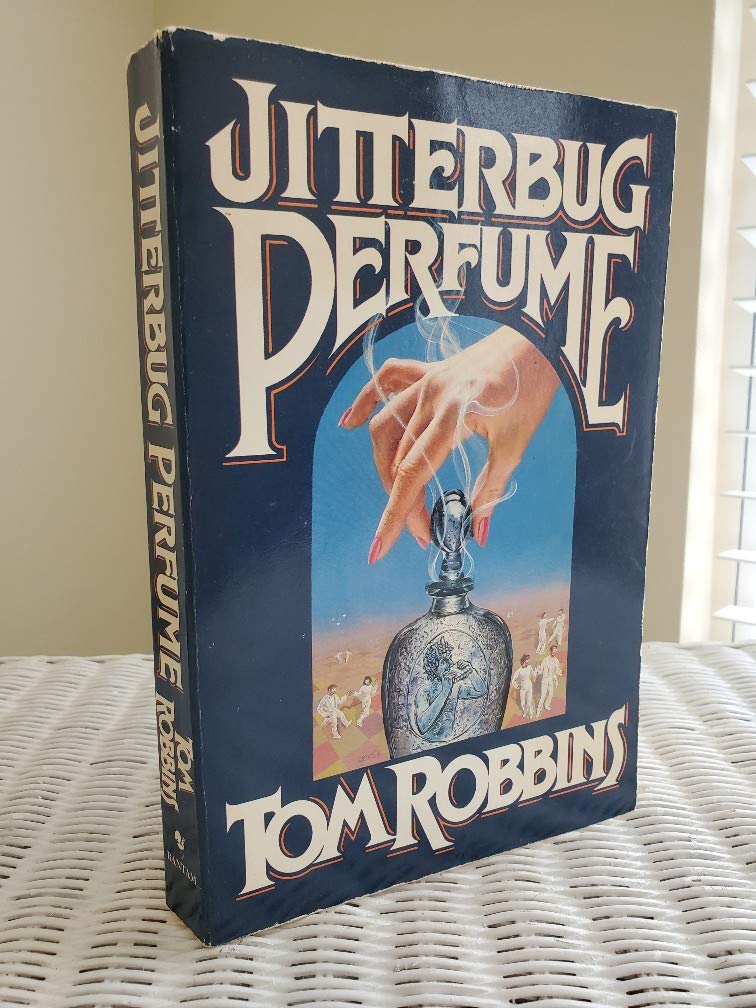 JITTERBUG
PERFUME
TOM ROBBINS
JITTERBUG PERFUME
TOM
ROBBINS
BANTAM